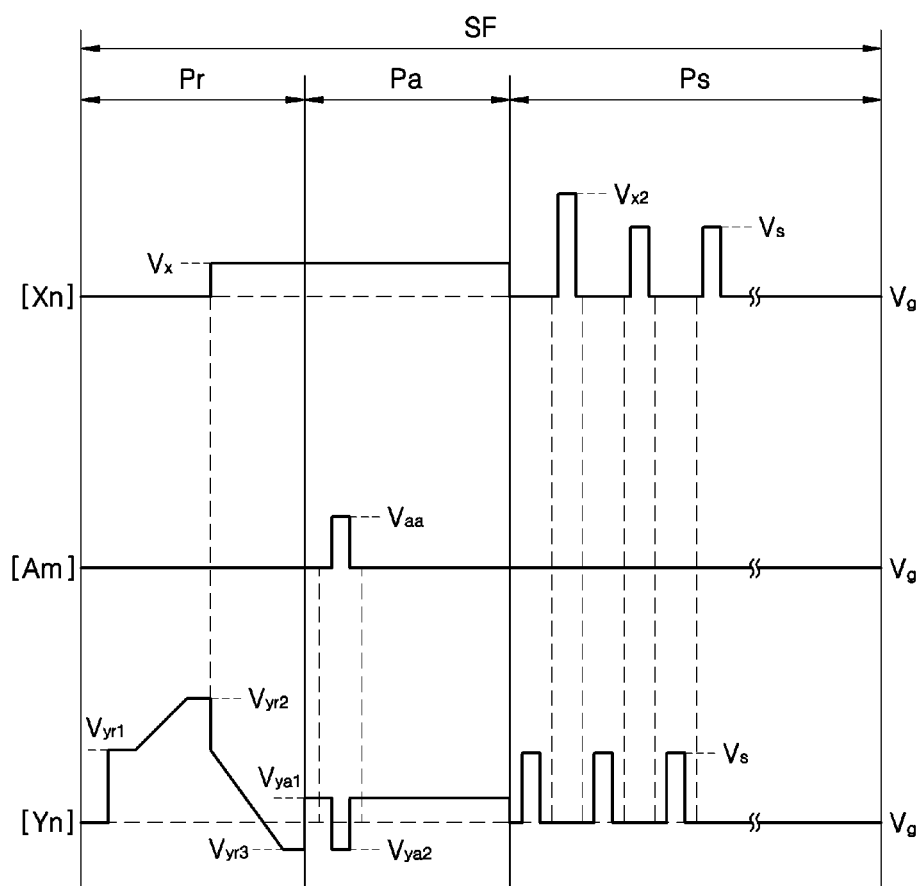 SF
Pr Pa Ps
Vx2
Vs
Vx
[Xn] Vg
Vaa
[Am] Vg
Vyr2
Vyr1
Vs
Vya1
[Yn] Vg
Vyr3 Vya2